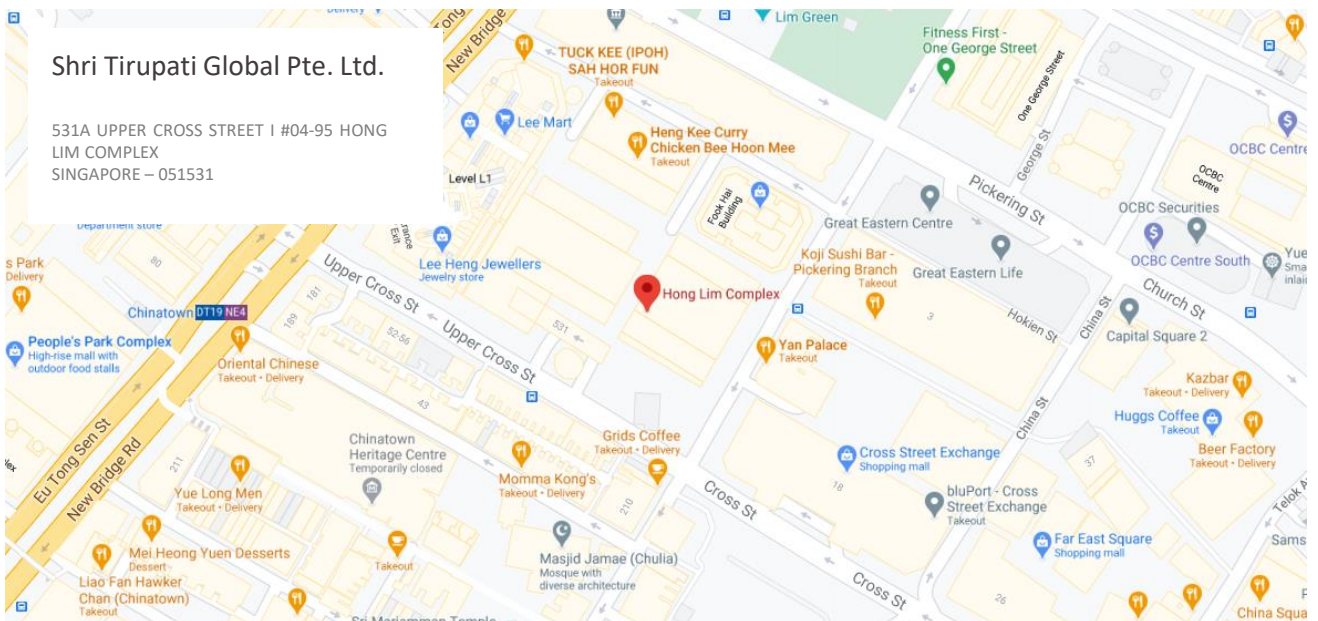 Shri Tirupati Global Pte. Ltd.
531A UPPER CROSS STREET I #04-95 HONG
LIM COMPLEX
SINGAPORE – 051531
Delivery
New Bridge
TUCK KEE (IPOH)
SAH HOR FUN
Takeout
Lim Green
Fitness First -
One George Street
One George Street
George St
Lee Mart
Heng Kee Curry
Chicken Bee Hoon Mee
Takeout
OCBC Centre
OCBC
Centre
Level L1
Fook Hai
Building
Pickering St
OCBC Securities
Great Eastern Centre
Department store
Exit
80
Lee Heng Jewellers
Jewelry store
Koji Sushi Bar -
Pickering Branch
Takeout
Great Eastern Life
OCBC Centre South
Yue
Sma
inlai
s Park
Delivery
Upper Cross St
Upper Cross St
181
189
52-56
531
Hong Lim Complex
3
Hokien St
China St
Church St
Chinatown DT19 NE4
Capital Square 2
People's Park Complex
High-rise mall with
outdoor food stalls
Oriental Chinese
Takeout • Delivery
Yan Palace
Takeout
Kazbar
Takeout • Delivery
43
China St
Huggs Coffee
Takeout
Eu Tong Sen St
New Bridge Rd
211
Chinatown
Heritage Centre
Temporarily closed
Grids Coffee
Takeout • Delivery
Cross Street Exchange
Shopping mall
37
Beer Factory
Takeout • Delivery
Momma Kong's
Takeout • Delivery
210
Cross St
18
Yue Long Men
Takeout • Delivery
bluPort - Cross
Street Exchange
Takeout
Telok A
Mei Heong Yuen Desserts
Dessert
Takeout
Masjid Jamae (Chulia)
Mosque with
diverse architecture
Far East Square
Shopping mall
Sams
Liao Fan Hawker
Chan (Chinatown)
Takeout
Cross St
26
China Squa